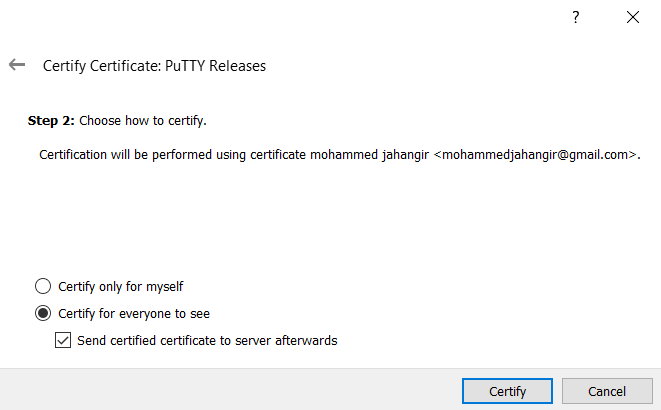 ?
Certify Certificate: PuTTY Releases
Step 2: Choose how to certify.
Certification will be performed using certificate mohammed jahangir <mohammedjahangir@gmail.com>.
Certify only for myself
Certify for everyone to see
Send certified certificate to server afterwards
Certify Cancel